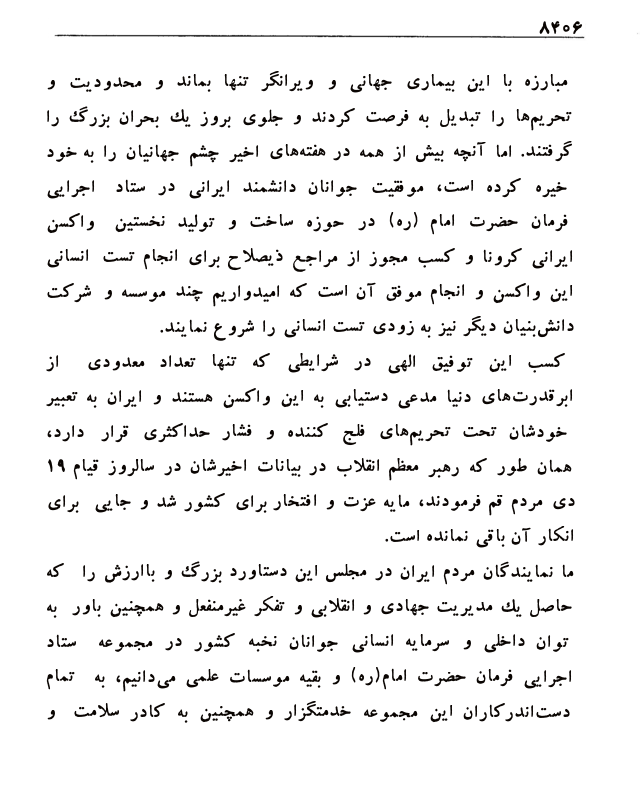 ۸۴۰۶
مبارزه با این بیماری جهانی و ویرانگر تنها بماند و محدودیت و
تحریم‌ها را تبدیل به فرصت کردند و جلوی بروز یك بحران بزرگ را
گرفتند. اما آنچه بیش از همه در هفته‌های اخیر چشم جهانیان را به خود
خیره کرده است، موفقیت جوانان دانشمند ایرانی در ستاد اجرایی
فرمان حضرت امام (ره) در حوزه ساخت و تولید نخستین واکسن
ایرانی کرونا و کسب مجوز از مراجع ذیصلاح برای انجام تست انسانی
این واکسن و انجام موفق آن است که امیدواریم چند موسسه و شرکت
دانش‌بنیان دیگر نیز به زودی تست انسانی را شروع نمایند.
کسب این توفیق الهی در شرایطی که تنها تعداد معدودی از
ابرقدرت‌های دنیا مدعی دستیابی به این واکسن هستند و ایران به تعبیر
خودشان تحت تحریم‌های فلج کننده و فشار حداکثری قرار دارد،
همان طور که رهبر معظم انقلاب در بیانات اخیرشان در سالروز قیام ۱۹
دی مردم قم فرمودند، مایه عزت و افتخار برای کشور شد و جایی برای
انکار آن باقی نمانده است.
ما نمایندگان مردم ایران در مجلس این دستاورد بزرگ و باارزش را که
حاصل یك مدیریت جهادی و انقلابی و تفکر غیرمنفعل و همچنین باور به
توان داخلی و سرمایه انسانی جوانان نخبه کشور در مجموعه ستاد
اجرایی فرمان حضرت امام(ره) و بقیه موسسات علمی می‌دانیم، به تمام
دست‌اندرکاران این مجموعه خدمتگزار و همچنین به کادر سلامت و